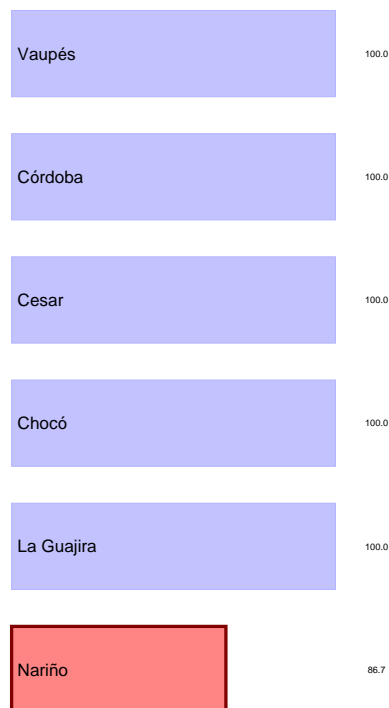 Vaupés 100.0
Córdoba 100.0
Cesar 100.0
Chocó 100.0
La Guajira 100.0
Nariño 86.7